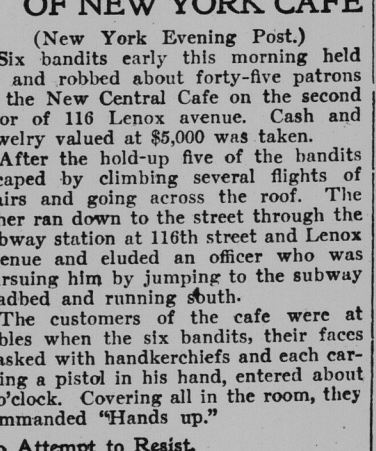 OF NEW YORK CAFE
(New York Evening Post.)
Six bandits early this morning held
and robbed about forty-five patrons
the New Central Cafe on the second
or of 116 Lenox avenue. Cash and
welry valued at $5,000 was taken.
After the hold-up five of the bandits
caped by climbing several flights of
airs and going across the roof. The
her ran down to the street through the
bway station at 116th street and Lenox
enue and eluded an officer who was
rsuing him by jumping to the subway
adbed and running south.
The customers of the cafe were at
bles when the six bandits, their faces
asked with handkerchiefs and each car-
ing a pistol in his hand, entered about
o'clock. Covering all in the room, they
mmanded "Hands up."
Attempt to Resist.